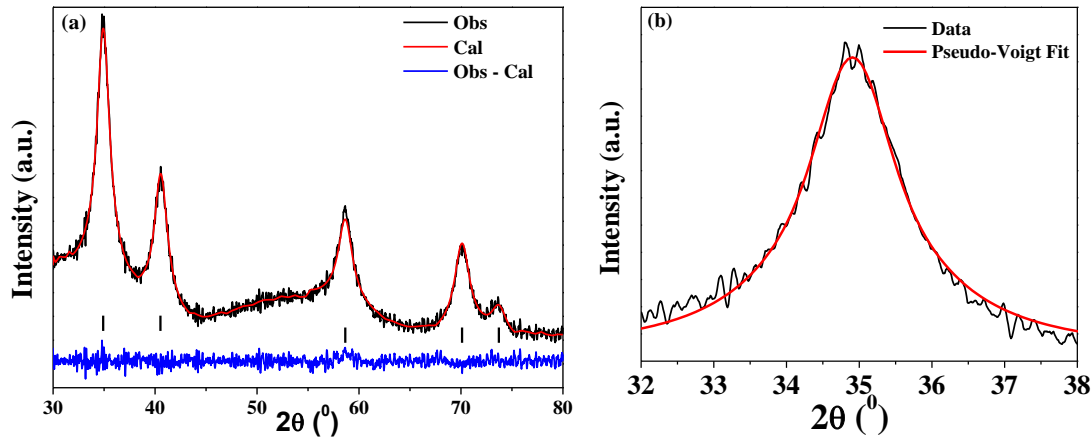 (a)
Obs
Cal
Obs - Cal
Intensity (a.u.)
30 40 50 60 70 80
2θ (⁰)
(b)
Data
Pseudo-Voigt Fit
Intensity (a.u.)
32 33 34 35 36 37 38
2θ (⁰)